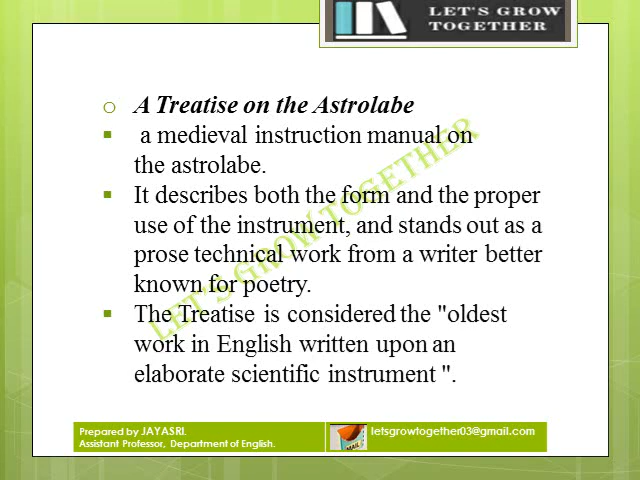 LET'S GROW
TOGETHER
A Treatise on the Astrolabe
a medieval instruction manual on
the astrolabe.
It describes both the form and the proper
use of the instrument, and stands out as a
prose technical work from a writer better
known for poetry.
The Treatise is considered the "oldest
work in English written upon an
elaborate scientific instrument ".
LET'S GROW TOGETHER
Prepared by JAYASRI.
Assistant Professor, Department of English.
letsgrowtogether03@gmail.com